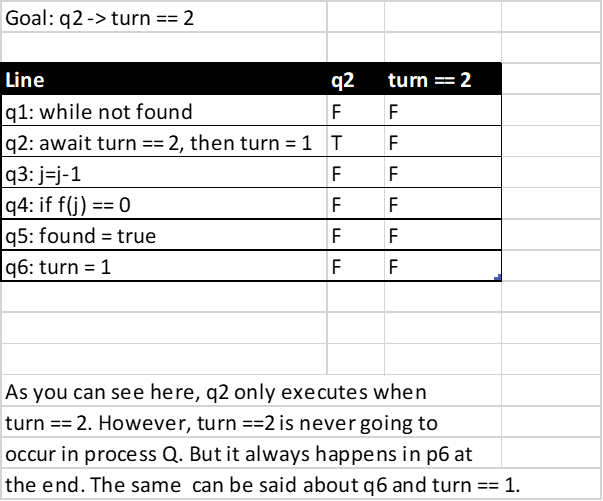 Goal: q2 -> turn == 2
Line q2 turn == 2
q1: while not found F F
q2: await turn == 2, then turn = 1 T F
q3: j=j-1 F F
q4: if f(j) == 0 F F
q5: found = true F F
q6: turn = 1 F F
As you can see here, q2 only executes when
turn == 2. However, turn ==2 is never going to
occur in process Q. But it always happens in p6 at
the end. The same  can be said about q6 and turn == 1.